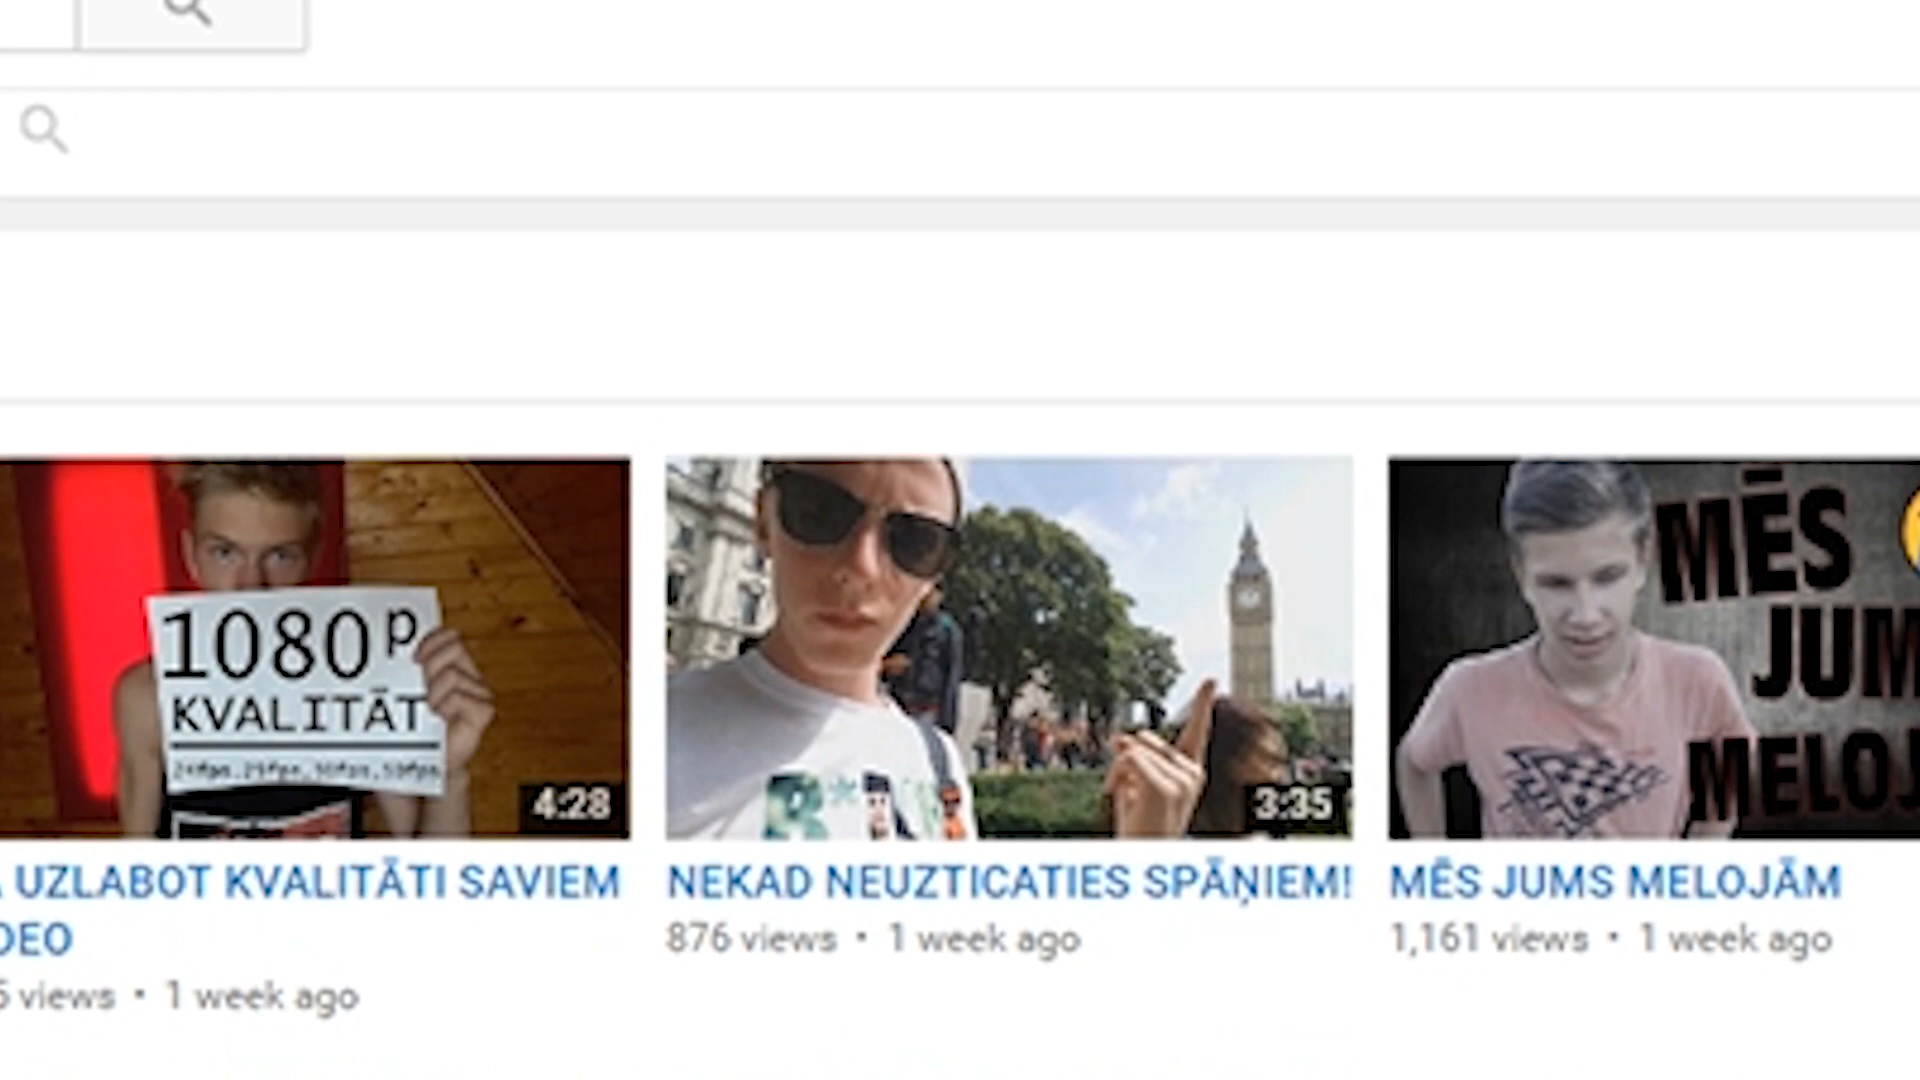 1080p
KVALITĀT
4:28
3:35
MĒS
JUM
MELOJ
UZLABOT KVALITĀTI SAVIEM
DEO
views • 1 week ago
NEKAD NEUZTICATIES SPĀŅIEM!
876 views • 1 week ago
MĒS JUMS MELOJĀM
1,161 views • 1 week ago